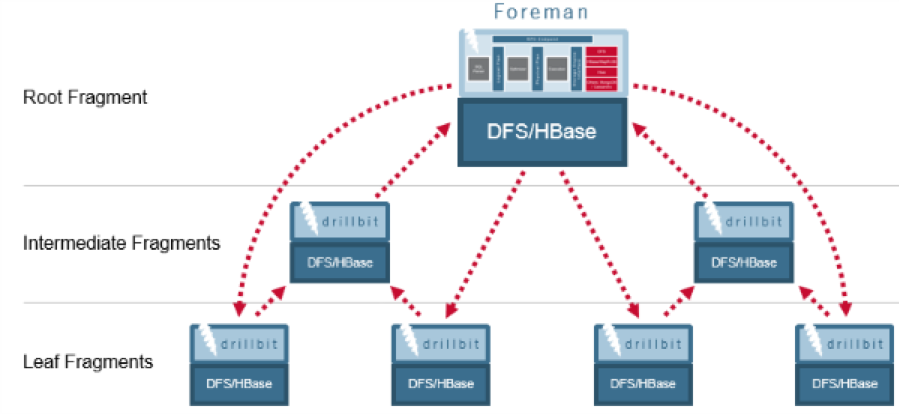 Foreman
Root Fragment
DFS/HBase
drillbit
drillbit
Intermediate Fragments
DFS/HBase
DFS/HBase
drillbit
drillbit
drillbit
drillbit
Leaf Fragments
DFS/HBase
DFS/HBase
DFS/HBase
DFS/HBase